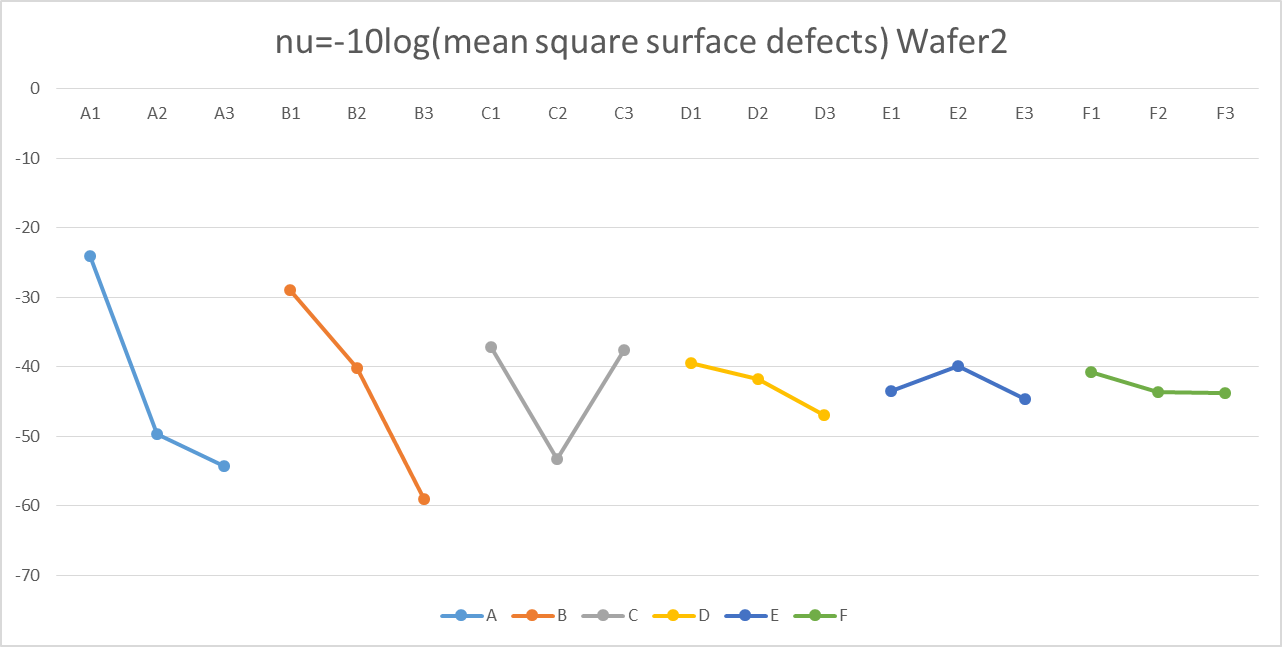 nu=-10log(mean square surface defects) Wafer2
0
A1 A2 A3 B1 B2 B3 C1 C2 C3 D1 D2 D3 E1 E2 E3 F1 F2 F3
-10
-20
-30
-40
-50
-60
-70
A B C D E F